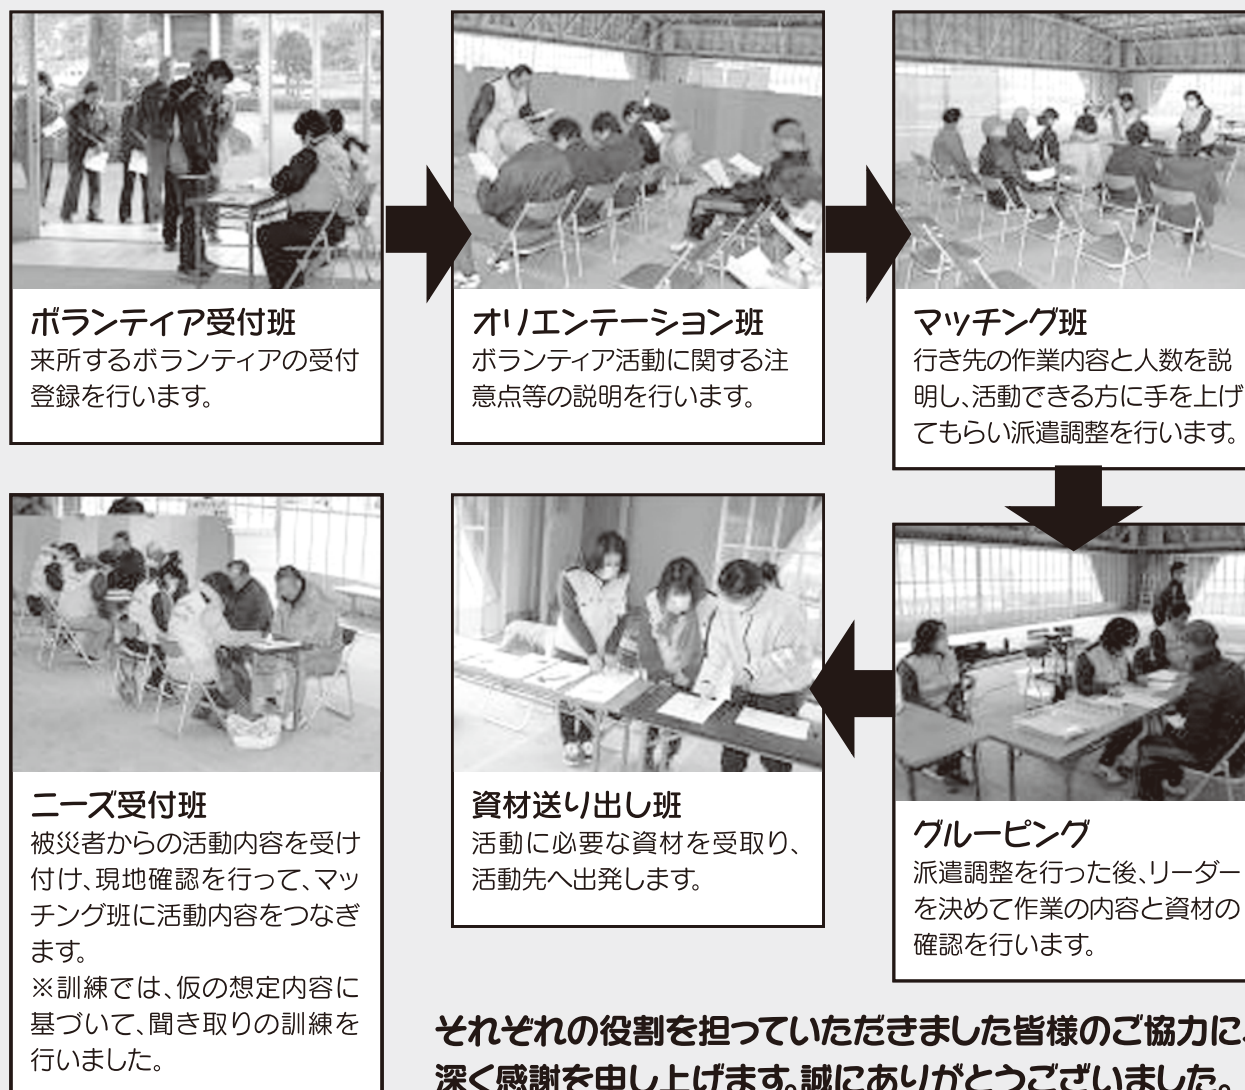 ボランティア受付班
来所するボランティアの受付
登録を行います。
オリエンテーション班
ボランティア活動に関する注
意点等の説明を行います。
マッチング班
行き先の作業内容と人数を説
明し、活動できる方に手を上げ
てもらい派遣調整を行います。
グルーピング
派遣調整を行った後、リーダー
を決めて作業の内容と資材の
確認を行います。
資材送り出し班
活動に必要な資材を受取り、
活動先へ出発します。
ニーズ受付班
被災者からの活動内容を受け
付け、現地確認を行って、マッ
チング班に活動内容をつなぎ
ます。
※訓練では、仮の想定内容に
基づいて、聞き取りの訓練を
行いました。
それぞれの役割を担っていただきました皆様のご協力に、
深く感謝を申し上げます。誠にありがとうございました。